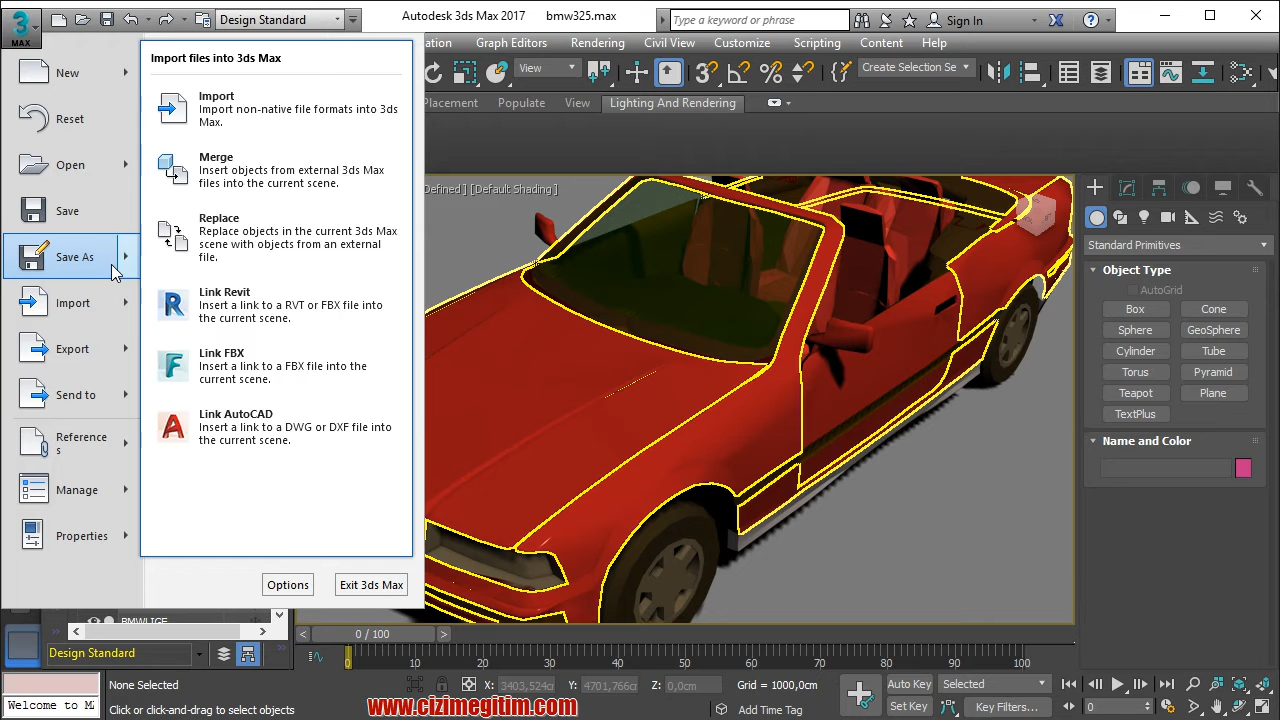 3
MAX
Design Standard
Autodesk 3ds Max 2017
bmw325.max
Type a keyword or phrase
Sign In
ation
Graph Editors
Rendering
Civil View
Customize
Scripting
Content
Help
View
Create Selection Se
Placement
Populate
View
Lighting And Rendering
New
Reset
Open
Save
Save As
Import
Export
Send to
Reference
s
Manage
Properties
Import files into 3ds Max
Import
Import non-native file formats into 3ds
Max.
Merge
Insert objects from external 3ds Max
files into the current scene.
Replace
Replace objects in the current 3ds Max
scene with objects from an external
file.
R
Link Revit
Insert a link to a RVT or FBX file into
the current scene.
F
Link FBX
Insert a link to a FBX file into the
current scene.
A
Link AutoCAD
Insert a link to a DWG or DXF file into
the current scene.
Options
Exit 3ds Max
Defined ] [Default Shading ]
Standard Primitives
Object Type
AutoGrid
Box
Cone
Sphere
GeoSphere
Cylinder
Tube
Torus
Pyramid
Teapot
Plane
TextPlus
Name and Color
Design Standard
0 / 100
0 10 20 30 40 50 60 70 80 90 100
None Selected
X: 3403,524c
Y: 4701,766c
Z: 0,0cm
Grid = 1000,0cm
Auto Key
Selected
Welcome to M
Click or click-and-drag to select objects
www.cizimegitim.com
Add Time Tag
Set Key
Key Filters...
0